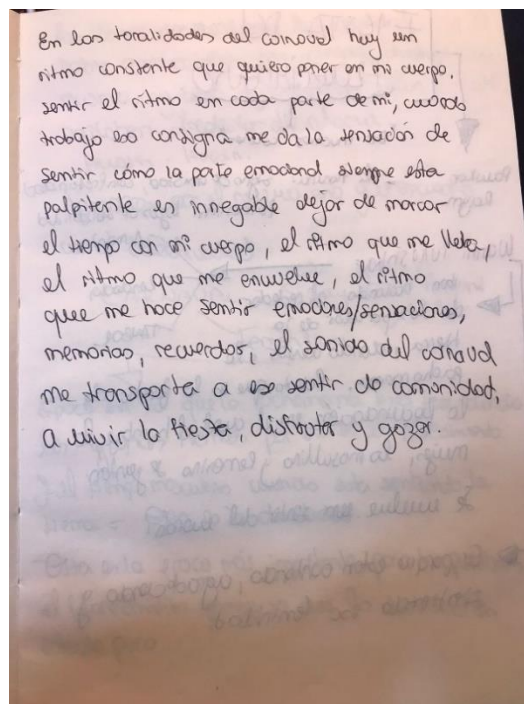 En las tonalidades del carnaval hay un
ritmo constante que quiero poner en mi cuerpo.
sentir el ritmo en cada parte de mi, cuando
trabajo esa consigna me da la sensación de
sentir cómo la parte emocional siempre esta
palpitente es innegable dejar de marcar
el tiempo con mi cuerpo, el ritmo que me lleba,
el ritmo que me envuelve, el ritmo
que me hace sentir emociones/sensaciones,
memorias, recuerdos, el sonido del carnaval
me transporta a ese sentir de comunidad,
a vivir la fiesta, disfrutar y gozar.